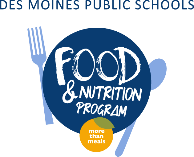 DES MOINES PUBLIC SCHOOLS
FOOD
& NUTRITION
PROGRAM
more
than
meals